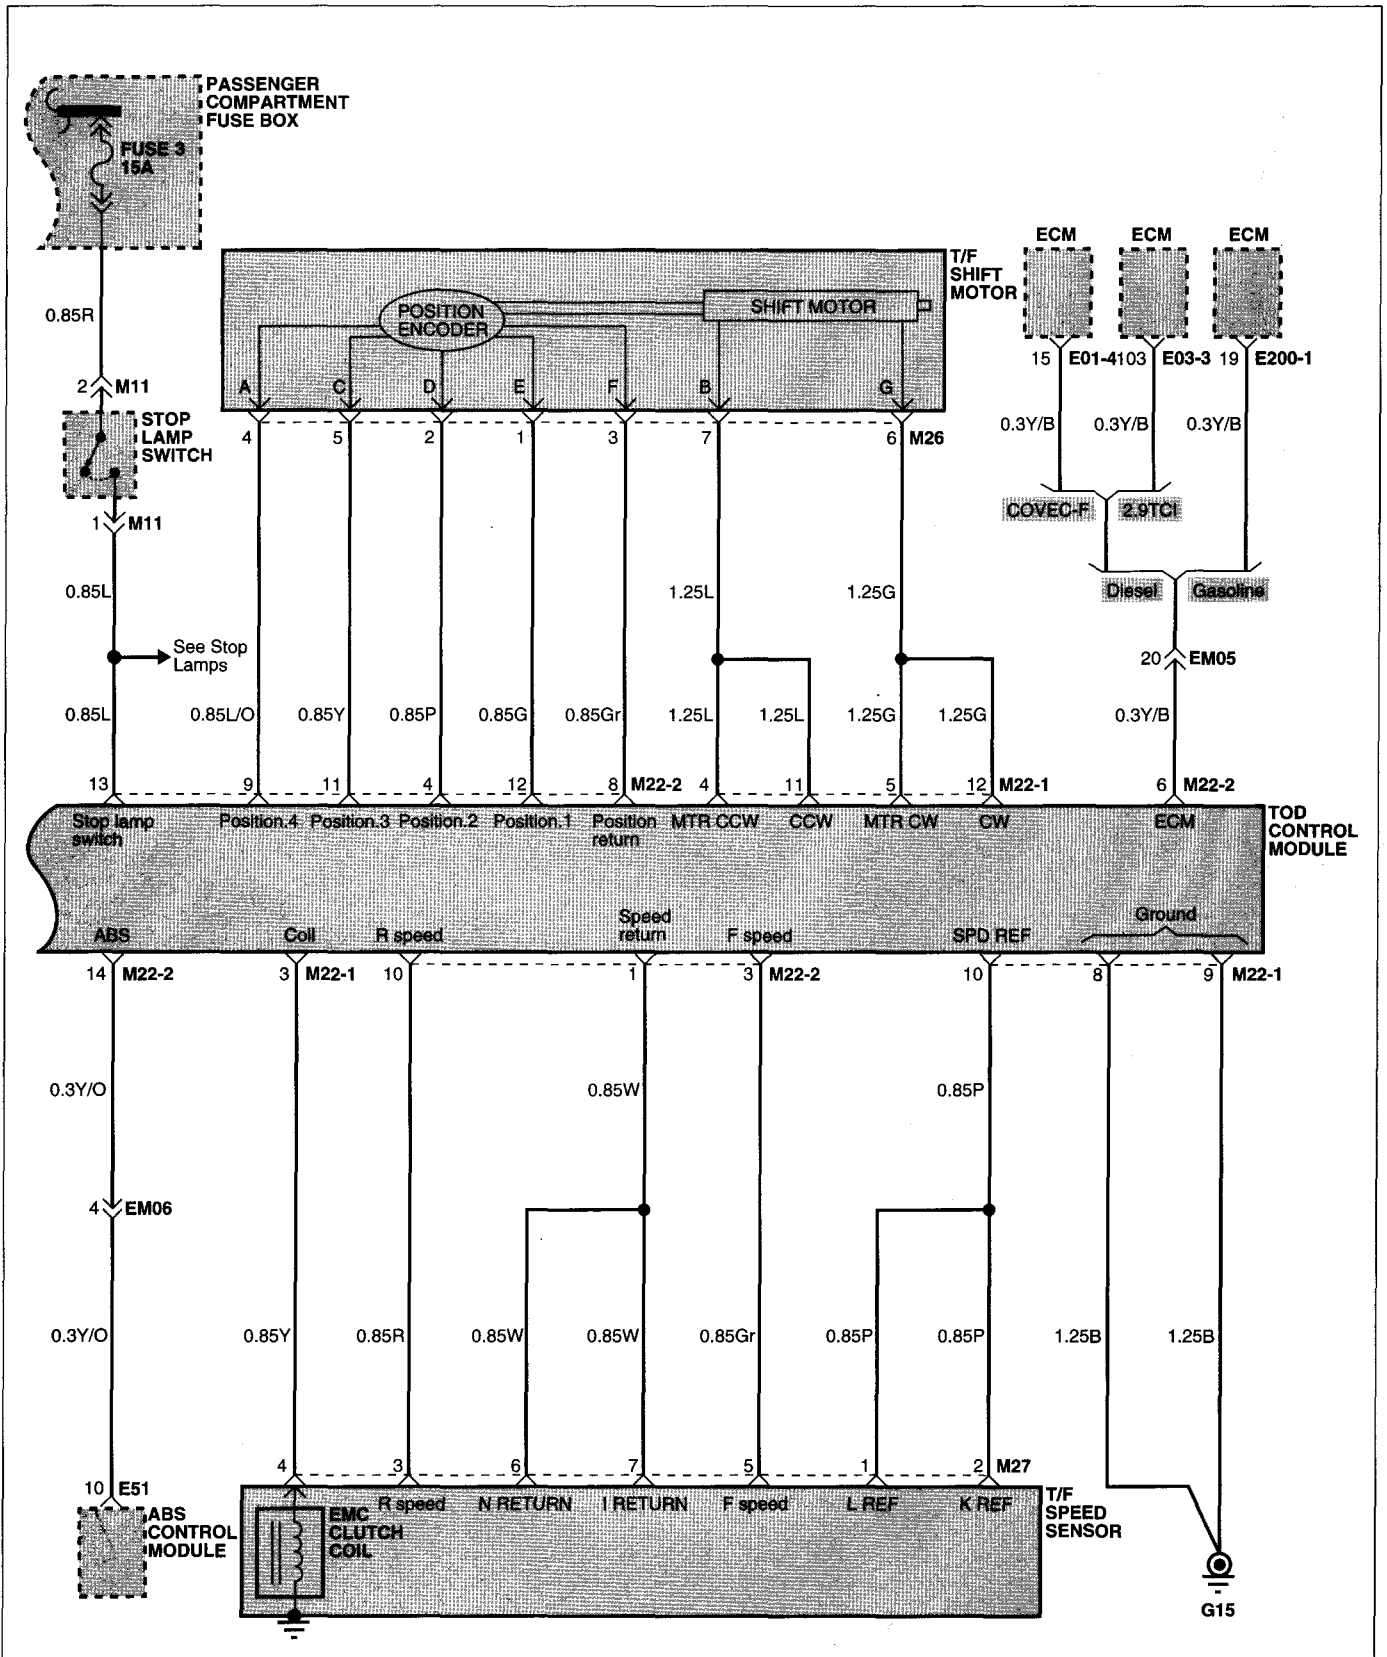 PASSENGER
COMPARTMENT
FUSE BOX
FUSE 3
15A
0.85R
2 M11
STOP
LAMP
SWITCH
1 M11
0.85L
See Stop
Lamps
0.85L
T/F
SHIFT
MOTOR
POSITION
ENCODER
SHIFT MOTOR
A C D E F B G
4 5 2 1 3 7 6 M26
ECM ECM ECM
15 E01-4 103 E03-3 19 E200-1
0.3Y/B 0.3Y/B 0.3Y/B
COVEC-F 2.9TCI
Diesel Gasoline
20 EM05
1.25L 1.25G
0.85L/O 0.85Y 0.85P 0.85G 0.85Gr 1.25L 1.25L 1.25G 1.25G 0.3Y/B
13 9 11 4 12 8 M22-2 4 11 5 12 M22-1 6 M22-2
TOD
CONTROL
MODULE
Stop lamp
switch
Position.4 Position.3 Position.2 Position.1 Position
return
MTR CCW CCW MTR CW CW ECM
ABS Coil R speed Speed
return
F speed SPD REF Ground
14 M22-2 3 M22-1 10 1 3 M22-2 10 8 9 M22-1
0.3Y/O 0.85W 0.85P
4 EM06
0.3Y/O 0.85Y 0.85R 0.85W 0.85W 0.85Gr 0.85P 0.85P 1.25B 1.25B
10 E51
4 3 6 7 5 1 2 M27
ABS
CONTROL
MODULE
EMC
CLUTCH
COIL
R speed N RETURN I RETURN F speed L REF K REF
T/F
SPEED
SENSOR
G15